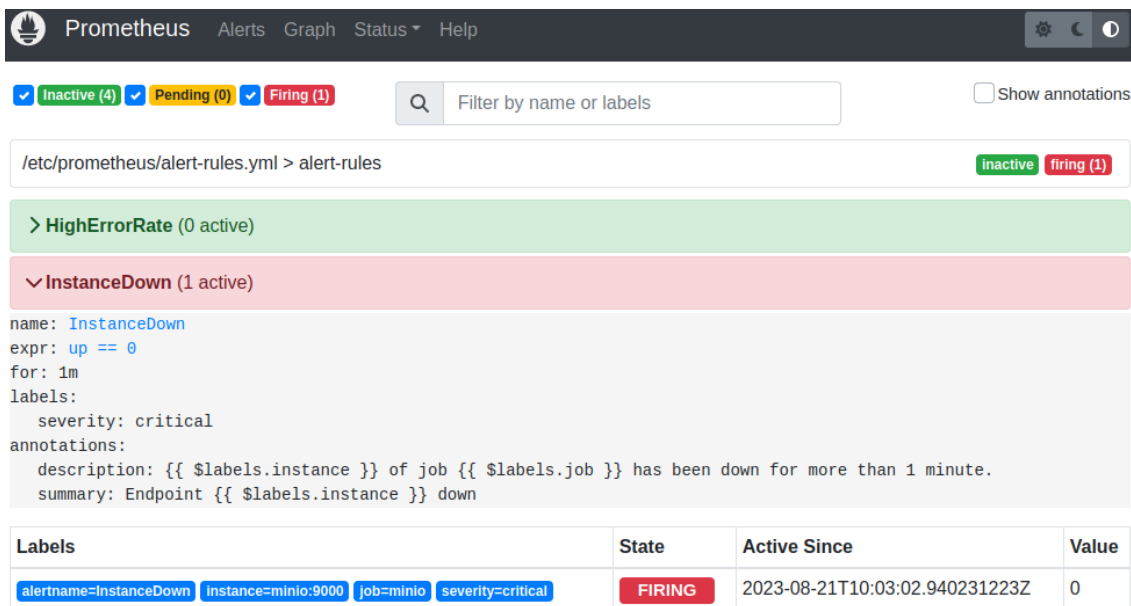 Prometheus Alerts Graph Status Help
Inactive (4) Pending (0) Firing (1) Filter by name or labels Show annotations
/etc/prometheus/alert-rules.yml > alert-rules inactive firing (1)
HighErrorRate (0 active)
InstanceDown (1 active)
name: InstanceDown
expr: up == 0
for: 1m
labels:
severity: critical
annotations:
description: {{ $labels.instance }} of job {{ $labels.job }} has been down for more than 1 minute.
summary: Endpoint {{ $labels.instance }} down
Labels State Active Since Value
alertname=InstanceDown instance=minio:9000 job=minio severity=critical FIRING 2023-08-21T10:03:02.940231223Z 0